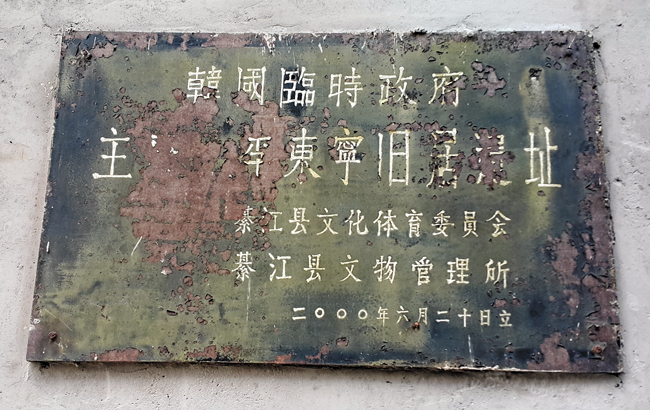 韓國臨時政府
主 李東寧旧居遗址
綦江县文化体育委員会
綦江县文物管理所
二〇〇〇年六月二十日立